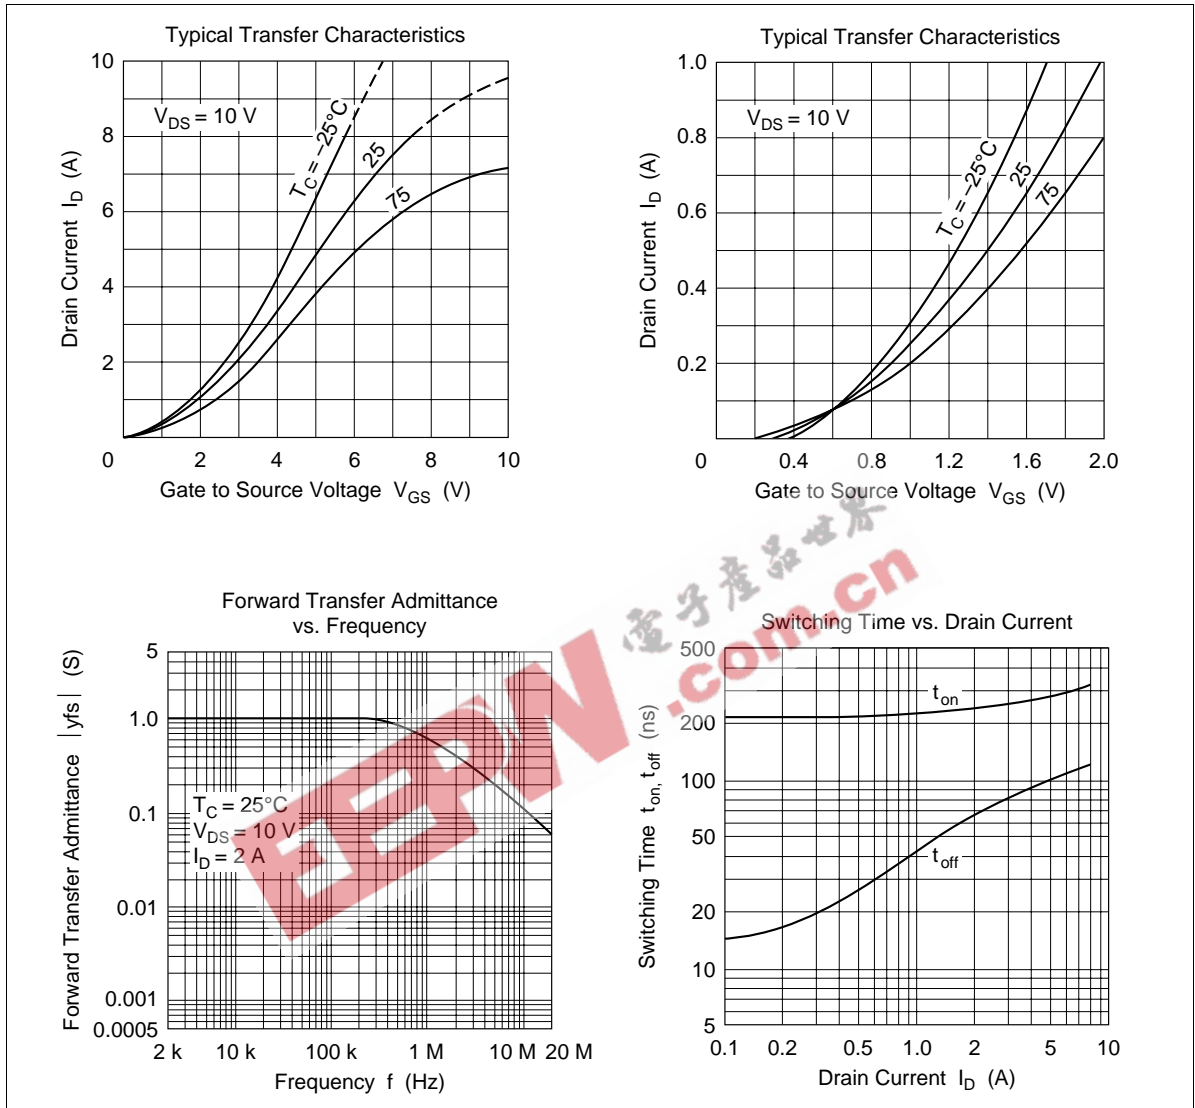 Typical Transfer Characteristics
10
8
6
4
2
0
2
4
6
8
10
V_DS = 10 V
T_C = –25°C
25
75
Drain Current I_D (A)
Gate to Source Voltage V_GS (V)
Typical Transfer Characteristics
1.0
0.8
0.6
0.4
0.2
0
0.4
0.8
1.2
1.6
2.0
V_DS = 10 V
T_C = –25°C
25
75
Drain Current I_D (A)
Gate to Source Voltage V_GS (V)
電子產品世界
.com.cn
EEPW
Forward Transfer Admittance
vs. Frequency
5
1.0
0.1
0.01
0.001
0.0005
2 k
10 k
100 k
1 M
10 M
20 M
T_C = 25°C
V_DS = 10 V
I_D = 2 A
Forward Transfer Admittance |yfs| (S)
Frequency f (Hz)
Switching Time vs. Drain Current
500
200
100
50
20
10
5
0.1
0.2
0.5
1.0
2
5
10
t_on
t_off
Switching Time t_on, t_off (ns)
Drain Current I_D (A)